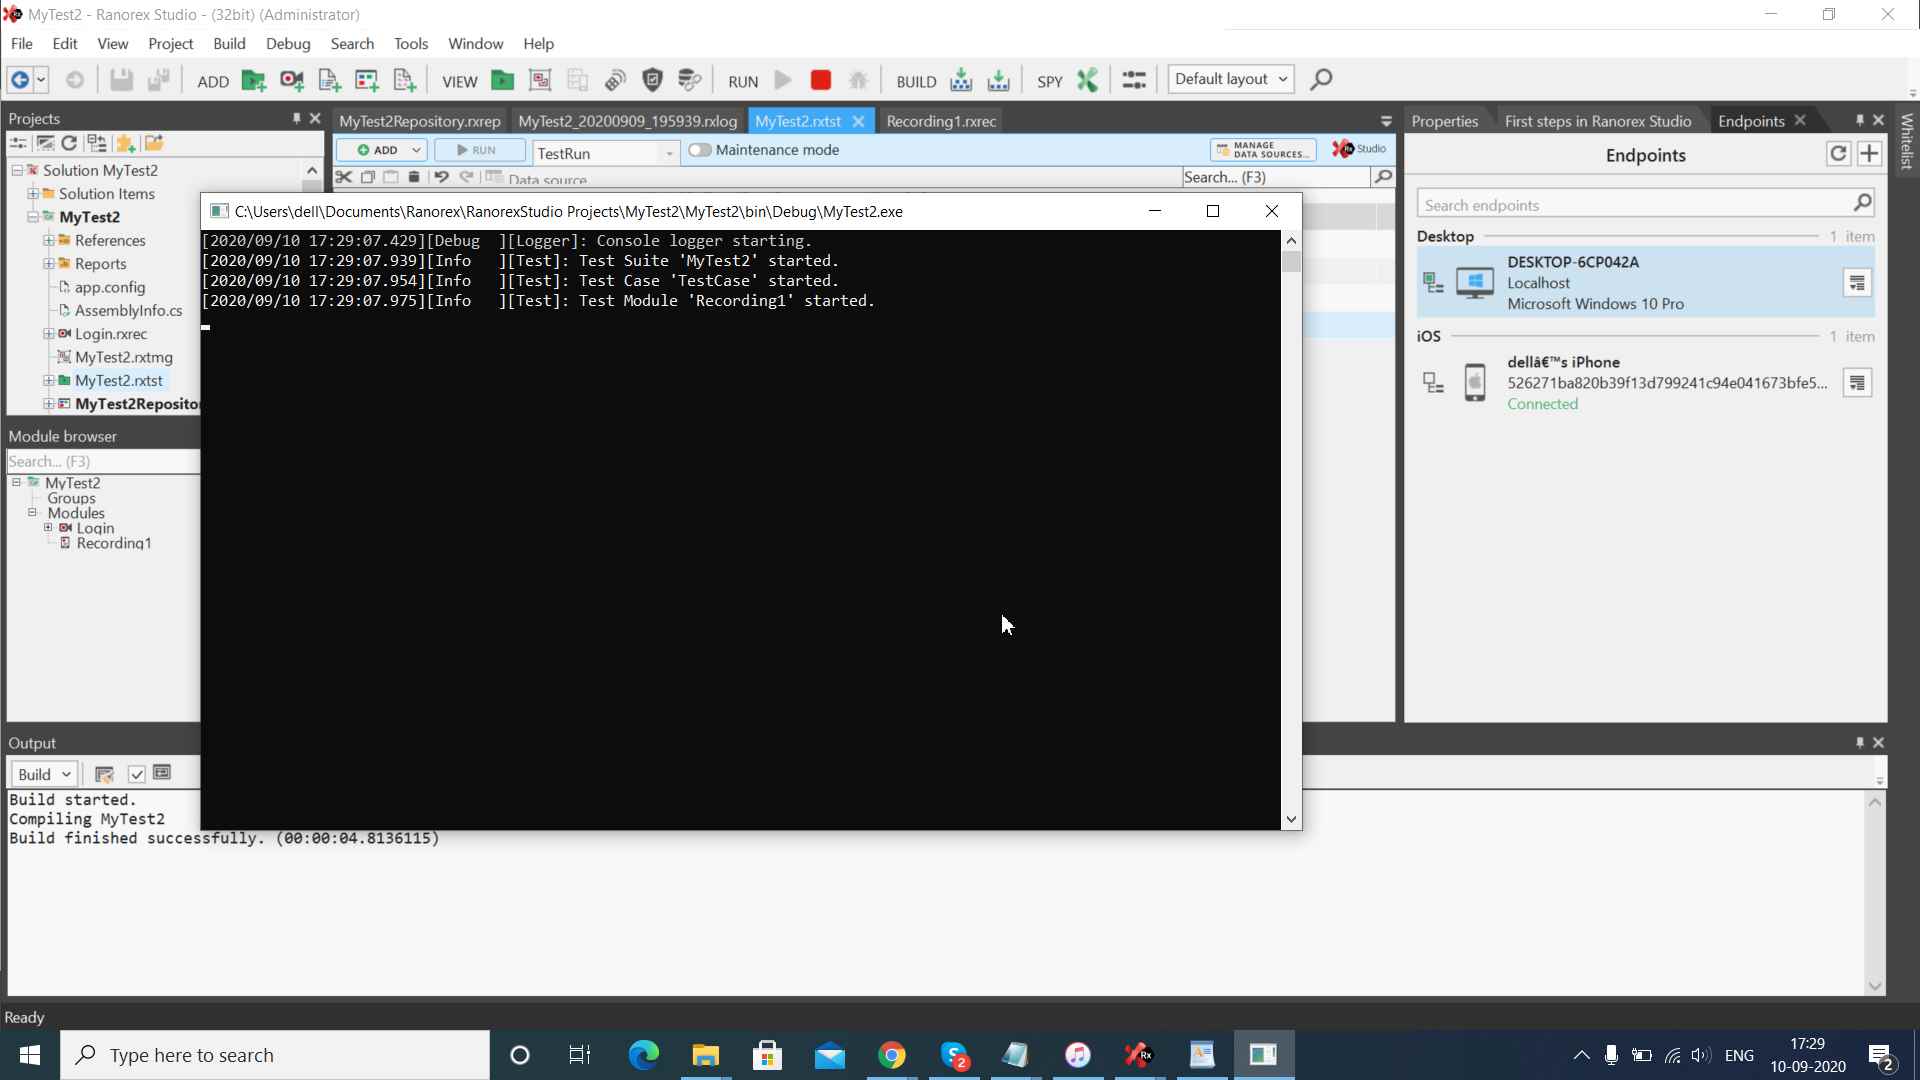 MyTest2 - Ranorex Studio - (32bit) (Administrator)
File Edit View Project Build Debug Search Tools Window Help
ADD VIEW RUN BUILD SPY Default layout
Projects
Solution MyTest2
Solution Items
MyTest2
References
Reports
app.config
AssemblyInfo.cs
Login.rxrec
MyTest2.rxtmg
MyTest2.rxtst
MyTest2Reposito
Module browser
Search... (F3)
MyTest2
Groups
Modules
Login
Recording1
MyTest2Repository.rxrep MyTest2_20200909_195939.rxlog MyTest2.rxtst Recording1.rxrec
ADD RUN TestRun Maintenance mode MANAGE DATA SOURCES... Rx Studio
Data source Search... (F3)
C:\Users\dell\Documents\Ranorex\RanorexStudio Projects\MyTest2\MyTest2\bin\Debug\MyTest2.exe
[2020/09/10 17:29:07.429][Debug  ][Logger]: Console logger starting.
[2020/09/10 17:29:07.939][Info   ][Test]: Test Suite 'MyTest2' started.
[2020/09/10 17:29:07.954][Info   ][Test]: Test Case 'TestCase' started.
[2020/09/10 17:29:07.975][Info   ][Test]: Test Module 'Recording1' started.
Properties First steps in Ranorex Studio Endpoints
Whitelist
Endpoints
Search endpoints
Desktop 1 item
DESKTOP-6CP042A
Localhost
Microsoft Windows 10 Pro
iOS 1 item
dellâ€™s iPhone
526271ba820b39f13d799241c94e041673bfe5...
Connected
Output
Build
Build started.
Compiling MyTest2
Build finished successfully. (00:00:04.8136115)
Ready
Type here to search
2
Rx
ENG
17:29
10-09-2020
2